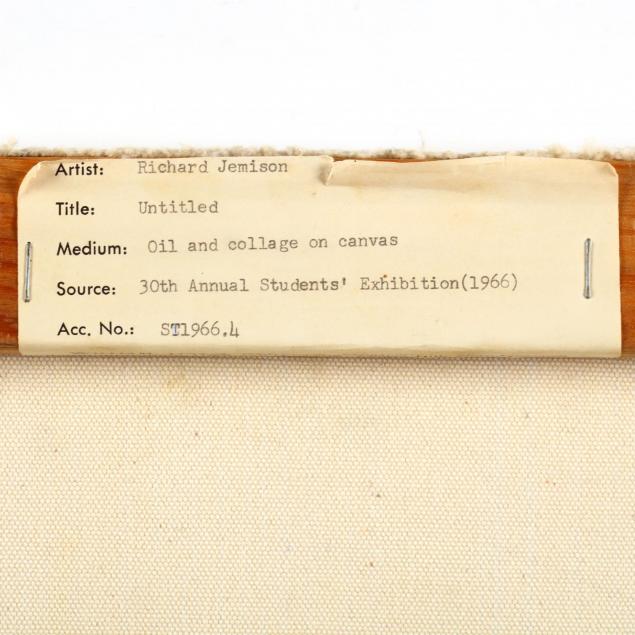 Artist: Richard Jemison
Title: Untitled
Medium: Oil and collage on canvas
Source: 30th Annual Students' Exhibition(1966)
Acc. No.: ST1966.4